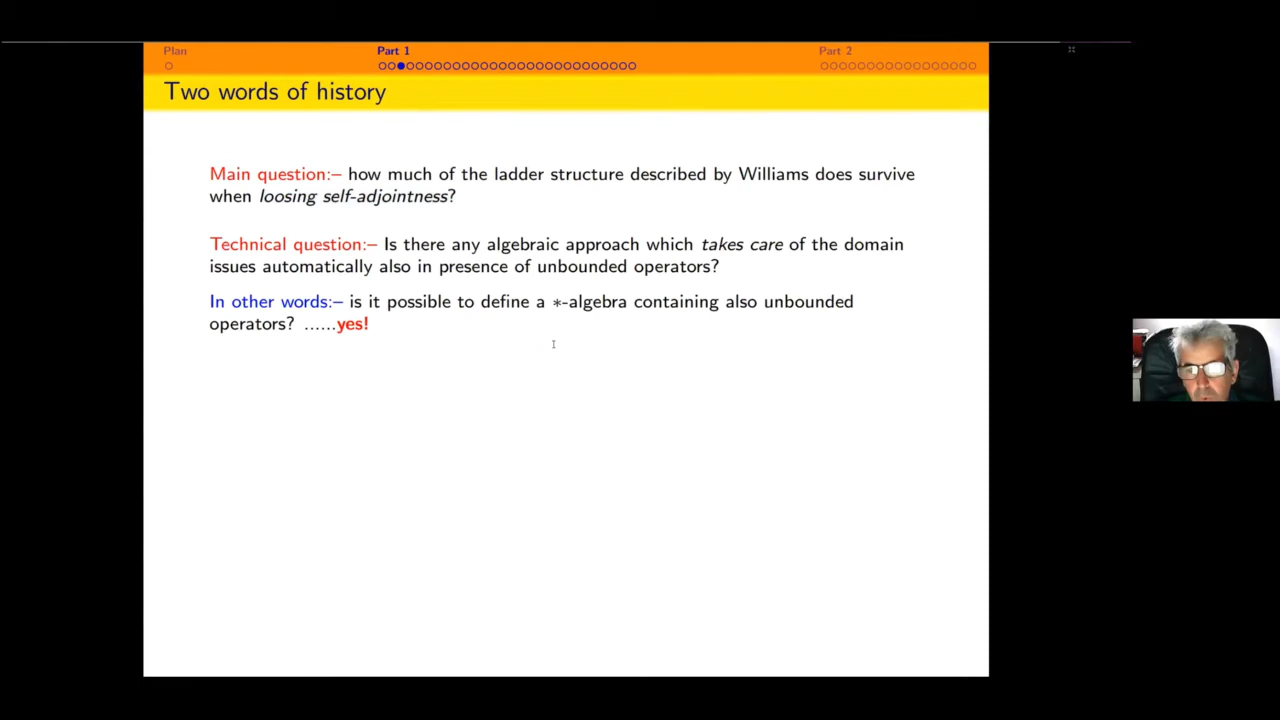 Plan Part 1 Part 2
Two words of history
Main question:– how much of the ladder structure described by Williams does survive
when loosing self-adjointness?
Technical question:– Is there any algebraic approach which takes care of the domain
issues automatically also in presence of unbounded operators?
In other words:– is it possible to define a ∗-algebra containing also unbounded
operators? ......yes!